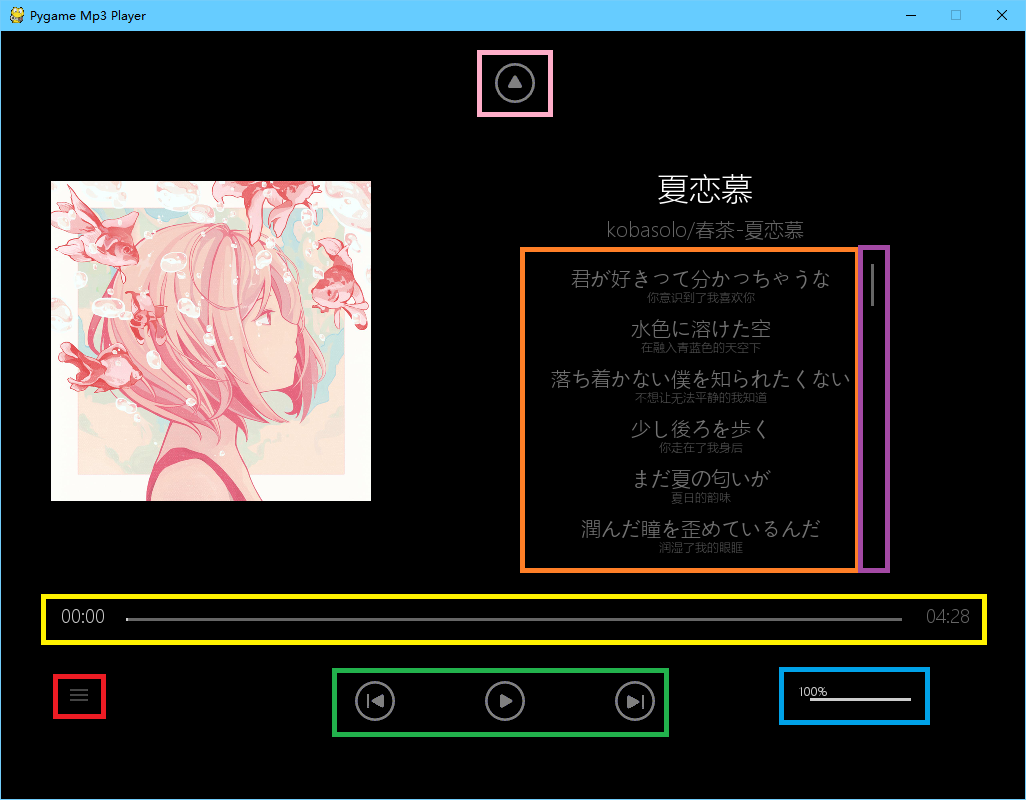 Pygame Mp3 Player
夏恋慕
kobasolo/春茶-夏恋慕
君が好きって分かっちゃうな
你意识到了我喜欢你
水色に溶けた空
在融入青蓝色的天空下
落ち着かない僕を知られたくない
不想让无法平静的我知道
少し後ろを歩く
你走在了我身后
まだ夏の匂いが
夏日的韵味
潤んだ瞳を歪めているんだ
润湿了我的眼眶
00:00
04:28
100%